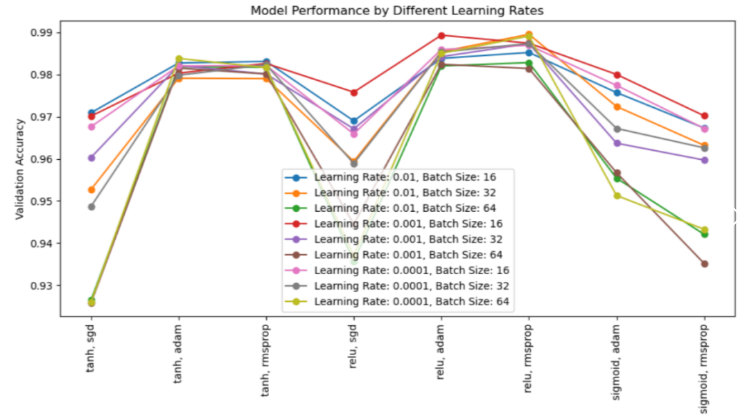 Model Performance by Different Learning Rates
Validation Accuracy
0.99
0.98
0.97
0.96
0.95
0.94
0.93
Learning Rate: 0.01, Batch Size: 16
Learning Rate: 0.01, Batch Size: 32
Learning Rate: 0.01, Batch Size: 64
Learning Rate: 0.001, Batch Size: 16
Learning Rate: 0.001, Batch Size: 32
Learning Rate: 0.001, Batch Size: 64
Learning Rate: 0.0001, Batch Size: 16
Learning Rate: 0.0001, Batch Size: 32
Learning Rate: 0.0001, Batch Size: 64
tanh, sgd
tanh, adam
tanh, rmsprop
relu, sgd
relu, adam
relu, rmsprop
sigmoid, adam
sigmoid, rmsprop